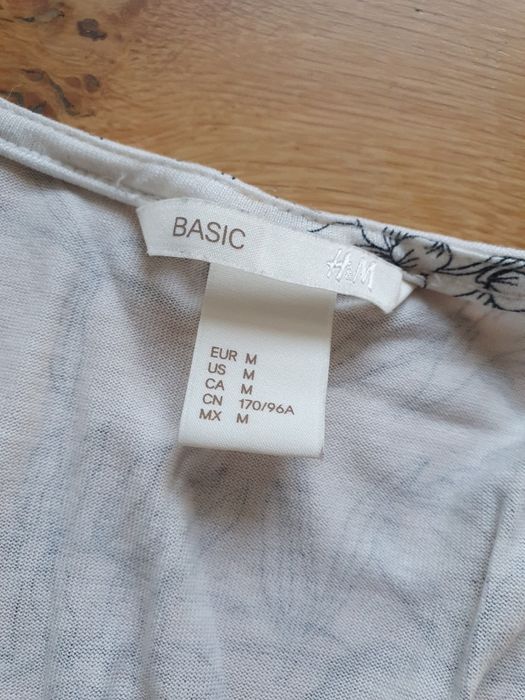 BASIC
H&M
EUR M
US M
CA M
CN 170/96A
MX M